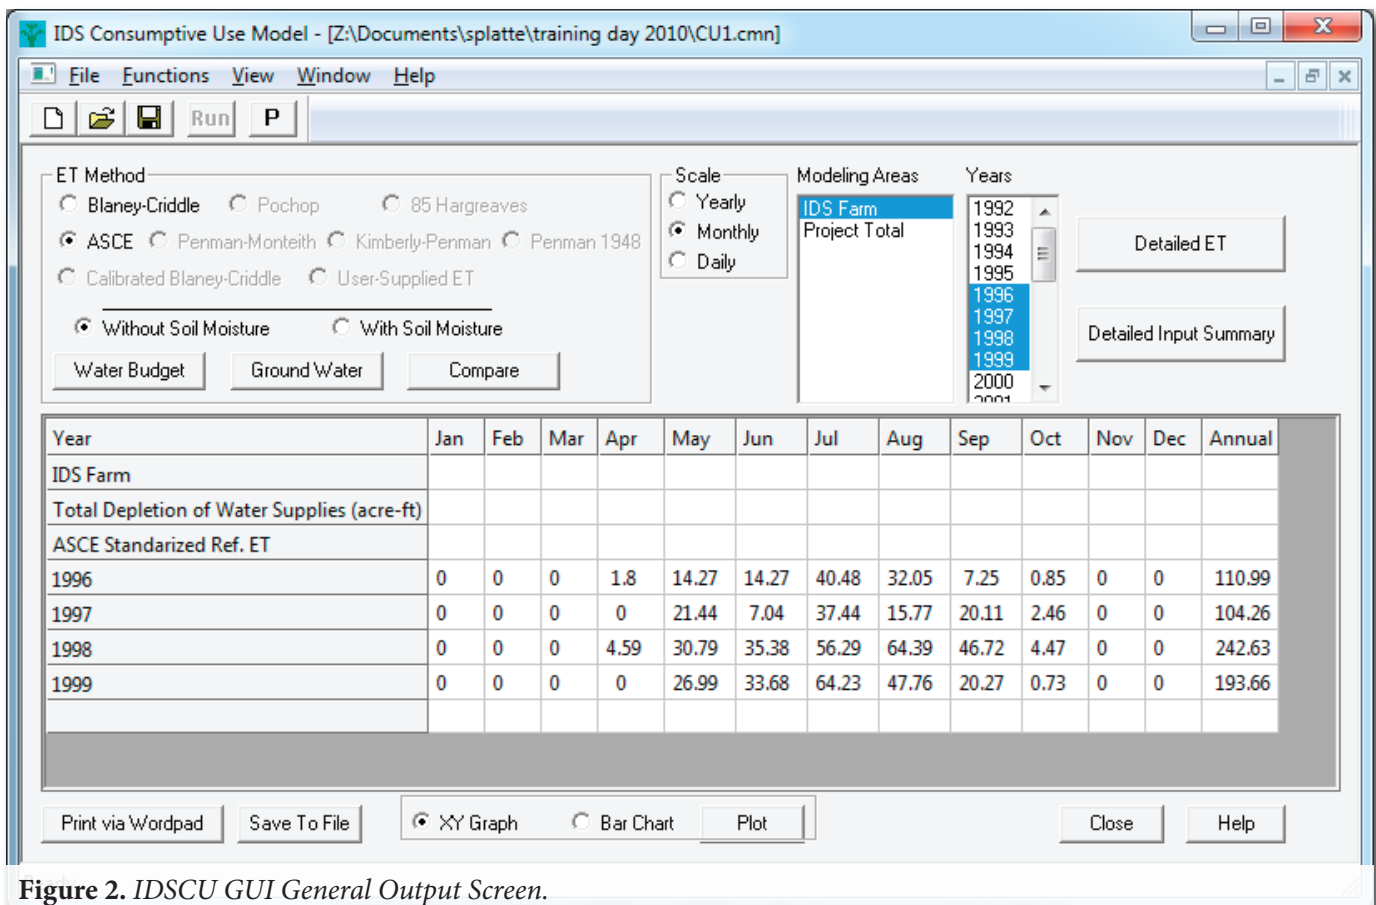 IDS Consumptive Use Model - [Z:\Documents\splatte\training day 2010\CU1.cmn]
File Functions View Window Help
Run P
ET Method
Blaney-Criddle Pochop 85 Hargreaves
ASCE Penman-Monteith Kimberly-Penman Penman 1948
Calibrated Blaney-Criddle User-Supplied ET
Without Soil Moisture With Soil Moisture
Water Budget Ground Water Compare
Scale
Yearly
Monthly
Daily
Modeling Areas
IDS Farm
Project Total
Years
1992
1993
1994
1995
1996
1997
1998
1999
2000
2001
Detailed ET
Detailed Input Summary
Year Jan Feb Mar Apr May Jun Jul Aug Sep Oct Nov Dec Annual
IDS Farm
Total Depletion of Water Supplies (acre-ft)
ASCE Standarized Ref. ET
1996 0 0 0 1.8 14.27 14.27 40.48 32.05 7.25 0.85 0 0 110.99
1997 0 0 0 0 21.44 7.04 37.44 15.77 20.11 2.46 0 0 104.26
1998 0 0 0 4.59 30.79 35.38 56.29 64.39 46.72 4.47 0 0 242.63
1999 0 0 0 0 26.99 33.68 64.23 47.76 20.27 0.73 0 0 193.66
Print via Wordpad Save To File XY Graph Bar Chart Plot Close Help
Figure 2. IDSCU GUI General Output Screen.